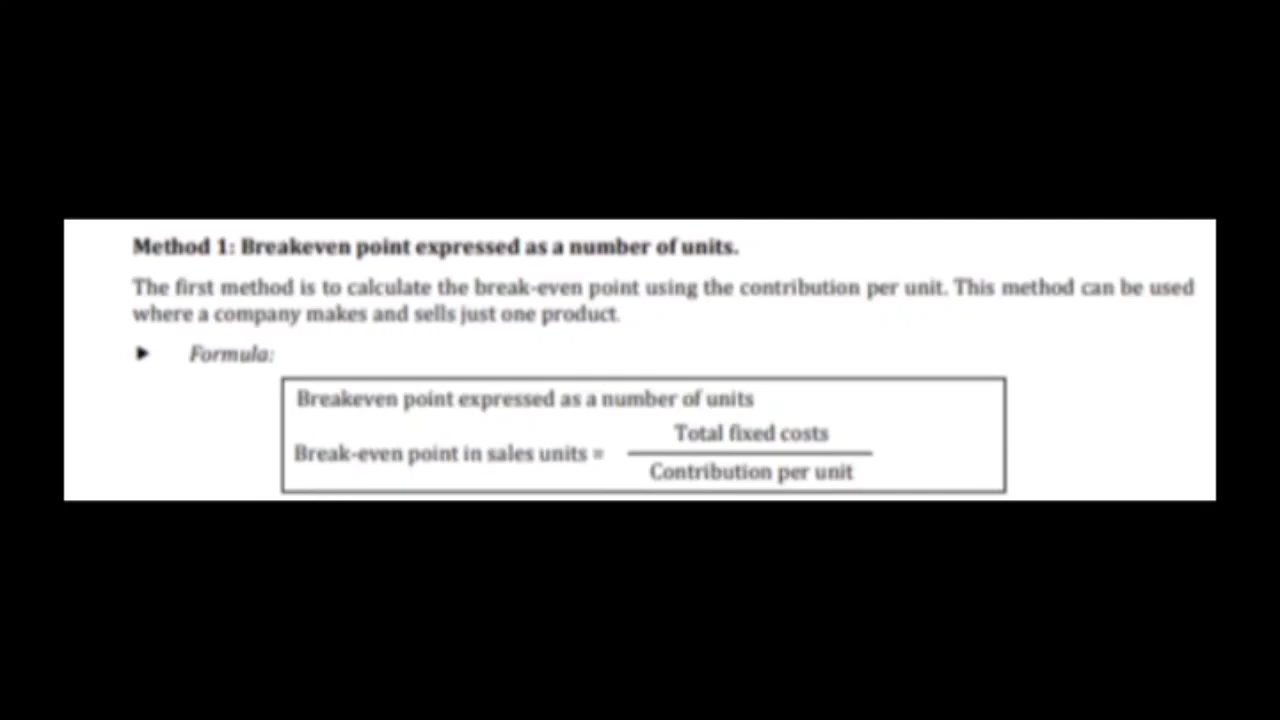 Method 1: Breakeven point expressed as a number of units.
The first method is to calculate the break-even point using the contribution per unit. This method can be used
where a company makes and sells just one product.
► Formula:
Breakeven point expressed as a number of units
Break-even point in sales units =
Total fixed costs
Contribution per unit